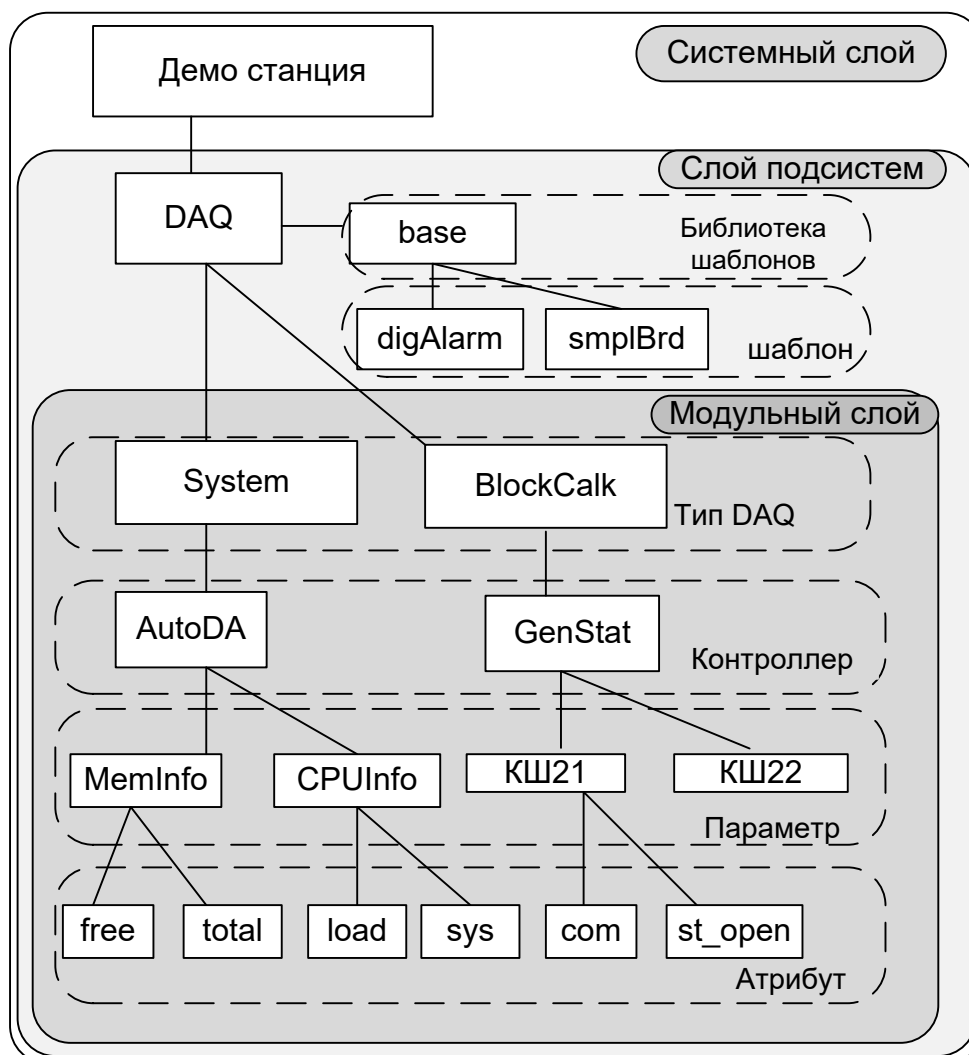 Системный слой
Демо станция
Слой подсистем
DAQ
base
Библиотека
шаблонов
digAlarm
smplBrd
шаблон
Модульный слой
System
BlockCalk
Тип DAQ
AutoDA
GenStat
Контроллер
MemInfo
CPUInfo
КШ21
КШ22
Параметр
free
total
load
sys
com
st_open
Атрибут